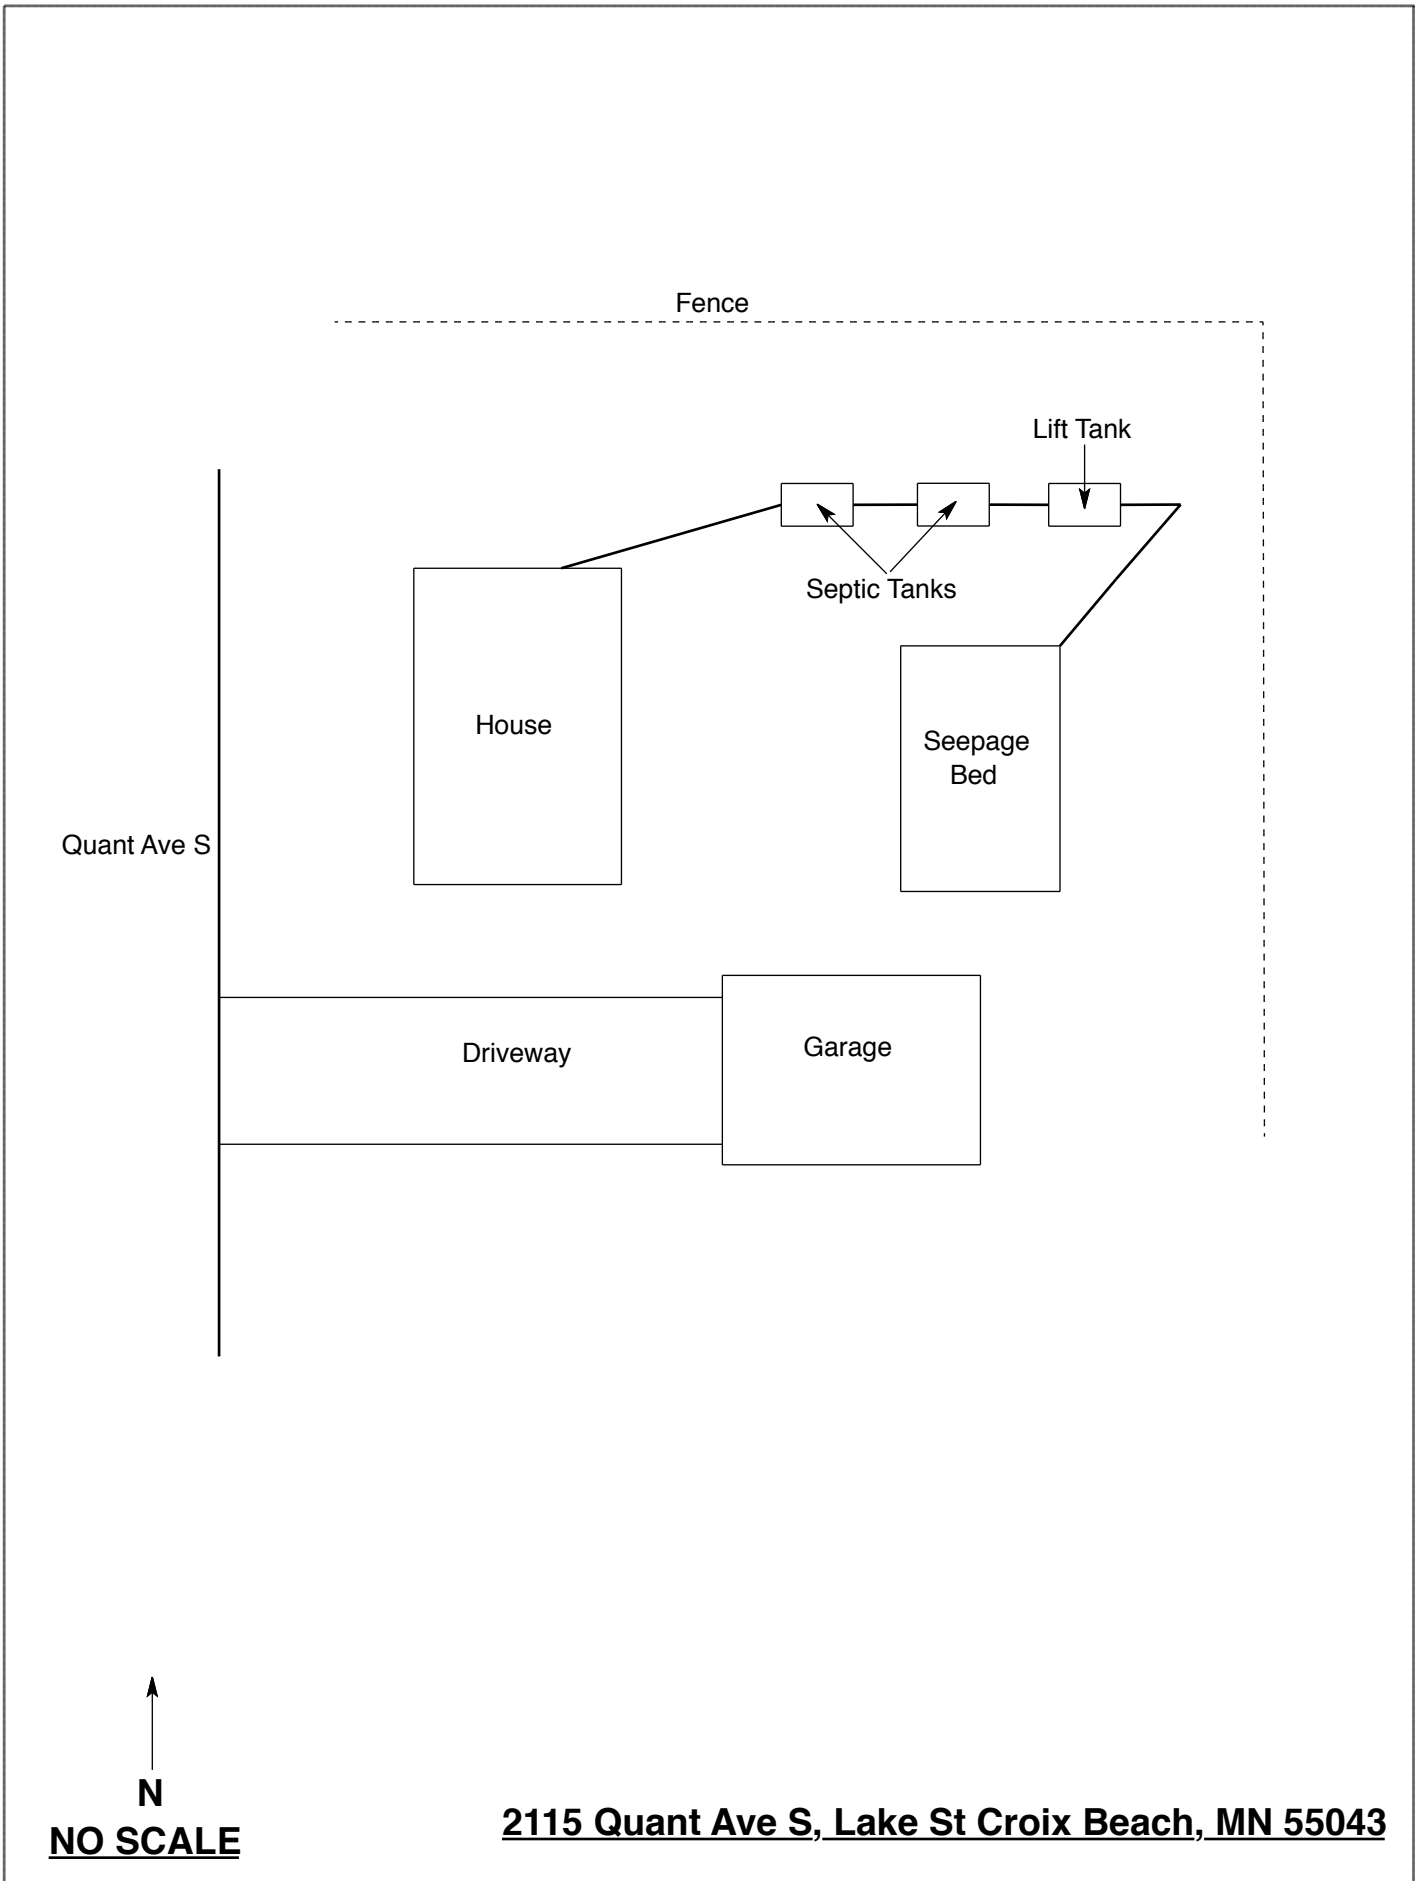 Fence
Lift Tank
Septic Tanks
House
Seepage
Bed
Quant Ave S
Driveway
Garage
N
NO SCALE
2115 Quant Ave S, Lake St Croix Beach, MN 55043